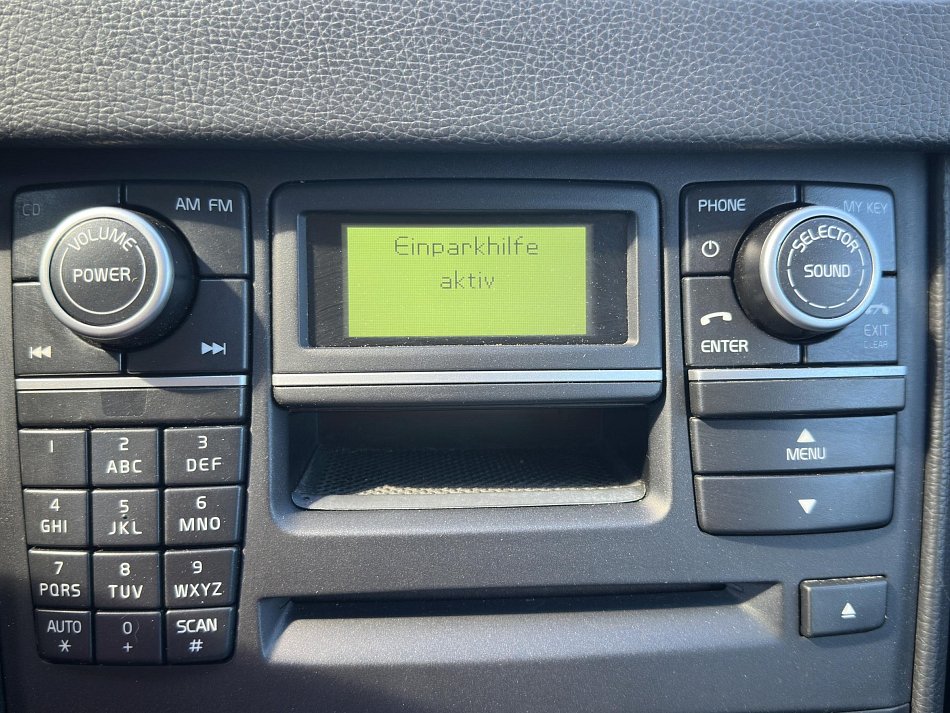 CD
AM FM
VOLUME
POWER
Einparkhilfe
aktiv
PHONE
MY KEY
SELECTOR
SOUND
ENTER
EXIT
CLEAR
MENU
1
2
ABC
3
DEF
4
GHI
5
JKL
6
MNO
7
PQRS
8
TUV
9
WXYZ
AUTO
*
0
+
SCAN
#